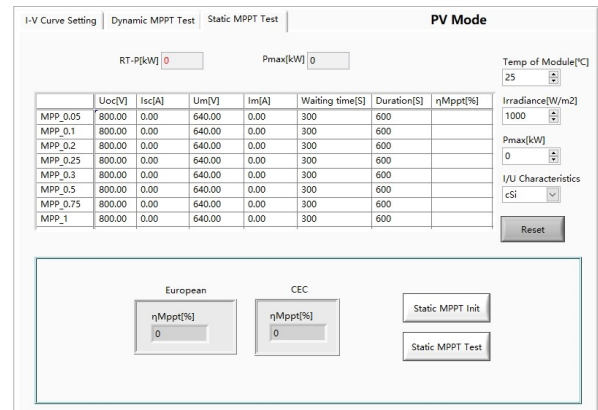 I-V Curve Setting Dynamic MPPT Test Static MPPT Test PV Mode
RT-P[kW] 0 Pmax[kW] 0
Temp of Module[℃]
25
Uoc[V] Isc[A] Um[V] Im[A] Waiting time[S] Duration[S] ηMppt[%]
MPP_0.05 800.00 0.00 640.00 0.00 300 600
MPP_0.1 800.00 0.00 640.00 0.00 300 600
MPP_0.2 800.00 0.00 640.00 0.00 300 600
MPP_0.25 800.00 0.00 640.00 0.00 300 600
MPP_0.3 800.00 0.00 640.00 0.00 300 600
MPP_0.5 800.00 0.00 640.00 0.00 300 600
MPP_0.75 800.00 0.00 640.00 0.00 300 600
MPP_1 800.00 0.00 640.00 0.00 300 600
Irradiance[W/m2]
1000
Pmax[kW]
0
I/U Characteristics
cSi
Reset
European
ηMppt[%]
0
CEC
ηMppt[%]
0
Static MPPT Init
Static MPPT Test